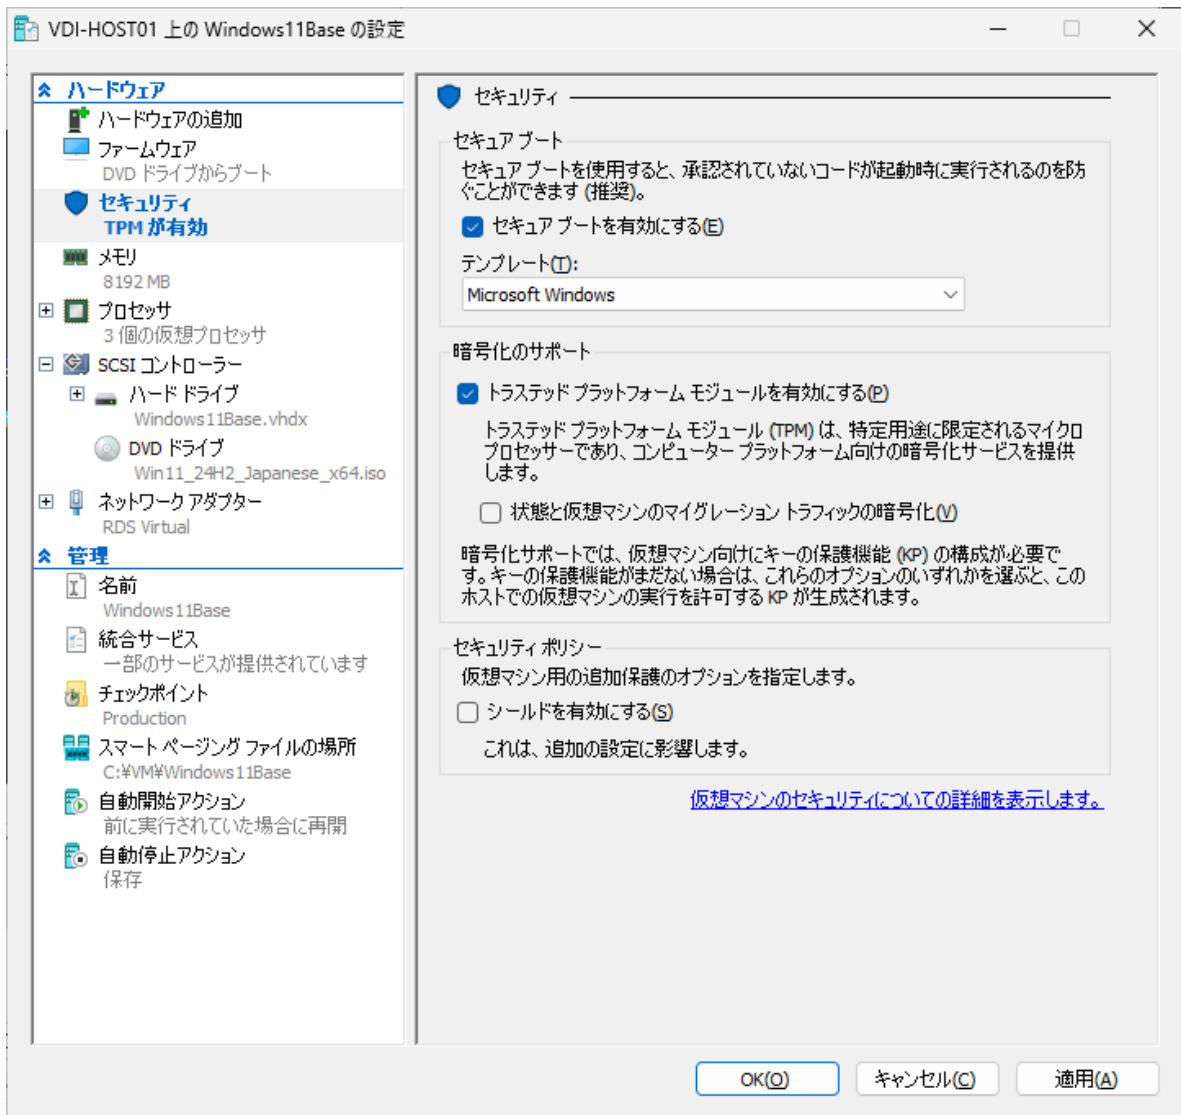 VDI-HOST01 上の Windows11Base の設定
ハードウェア
ハードウェアの追加
ファームウェア
DVD ドライブからブート
セキュリティ
TPM が有効
メモリ
8192 MB
プロセッサ
3 個の仮想プロセッサ
SCSI コントローラー
ハード ドライブ
Windows11Base.vhdx
DVD ドライブ
Win11_24H2_Japanese_x64.iso
ネットワーク アダプター
RDS Virtual
管理
名前
Windows11Base
統合サービス
一部のサービスが提供されています
チェックポイント
Production
スマート ページング ファイルの場所
C:¥VM¥Windows11Base
自動開始アクション
前に実行されていた場合に再開
自動停止アクション
保存
セキュリティ
セキュア ブート
セキュア ブートを使用すると、承認されていないコードが起動時に実行されるのを防
ぐことができます (推奨)。
セキュア ブートを有効にする(E)
テンプレート(T):
Microsoft Windows
暗号化のサポート
トラステッド プラットフォーム モジュールを有効にする(P)
トラステッド プラットフォーム モジュール (TPM) は、特定用途に限定されるマイクロ
プロセッサーであり、コンピューター プラットフォーム向けの暗号化サービスを提供
します。
状態と仮想マシンのマイグレーション トラフィックの暗号化(V)
暗号化サポートでは、仮想マシン向けにキーの保護機能 (KP) の構成が必要で
す。キーの保護機能がまだない場合は、これらのオプションのいずれかを選ぶと、この
ホストでの仮想マシンの実行を許可する KP が生成されます。
セキュリティ ポリシー
仮想マシン用の追加保護のオプションを指定します。
シールドを有効にする(S)
これは、追加の設定に影響します。
仮想マシンのセキュリティについての詳細を表示します。
OK(O)
キャンセル(C)
適用(A)